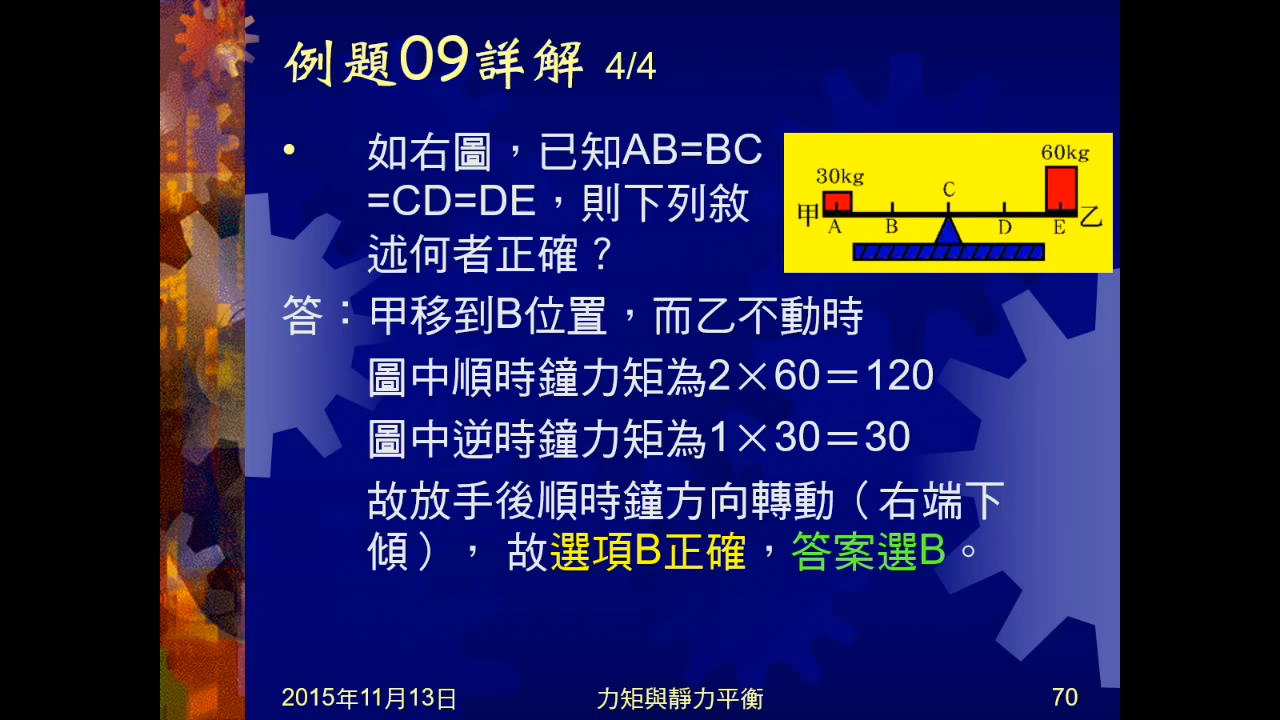 例題09詳解 4/4
• 如右圖，已知AB=BC
=CD=DE，則下列敘
述何者正確？
30kg
60kg
C
甲
乙
A
B
D
E
答：甲移到B位置，而乙不動時
圖中順時鐘力矩為2×60＝120
圖中逆時鐘力矩為1×30＝30
故放手後順時鐘方向轉動（右端下
傾）， 故選項B正確，答案選B。
2015年11月13日
力矩與靜力平衡
70